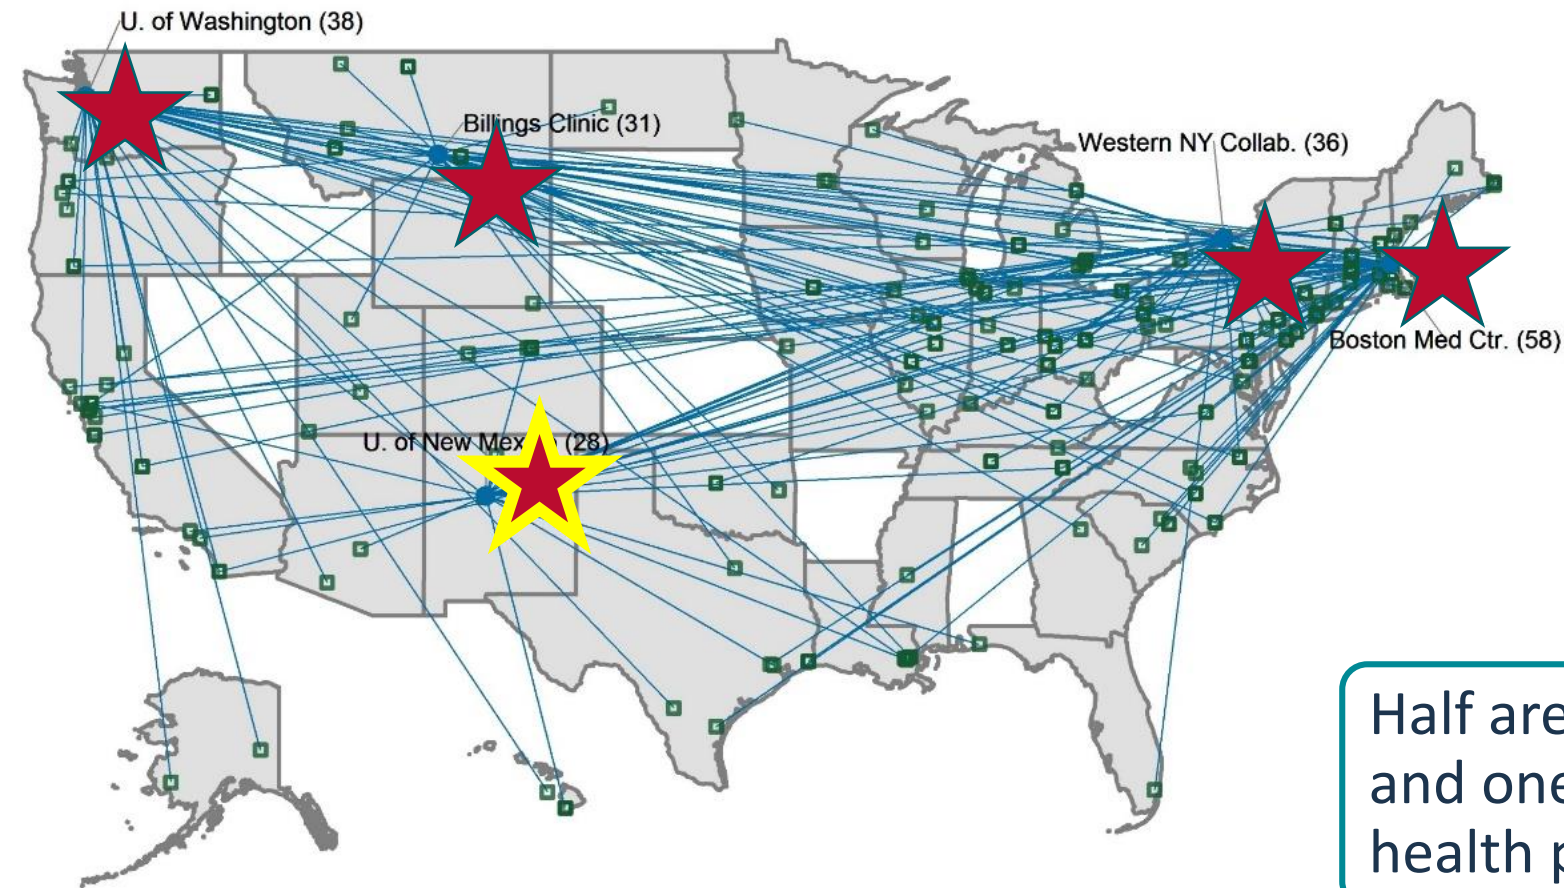 U. of Washington (38)
Billings Clinic (31)
Western NY Collab. (36)
Boston Med Ctr. (58)
U. of New Mex (28)
Half are
and one
health p